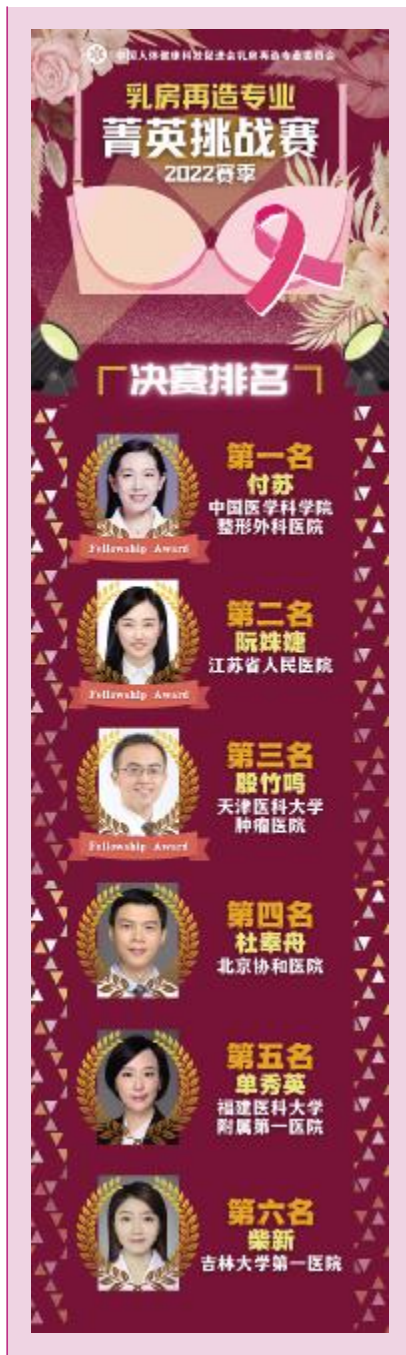 中国人体健康科技促进会乳房再造专业委员会
乳房再造专业
菁英挑战赛
2022赛季
决赛排名
第一名
付苏
中国医学科学院
整形外科医院
Fellowship Award
第二名
阮姝婕
江苏省人民医院
Fellowship Award
第三名
殷竹鸣
天津医科大学
肿瘤医院
Fellowship Award
第四名
杜奉舟
北京协和医院
第五名
单秀英
福建医科大学
附属第一医院
第六名
柴新
吉林大学第一医院